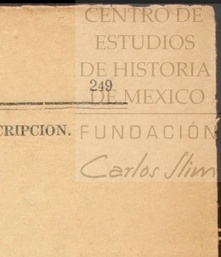 CENTRO DE
ESTUDIOS
DE HISTORIA
249
DE MEXICO
CRIPCION.
FUNDACIÓN
Carlos Slim